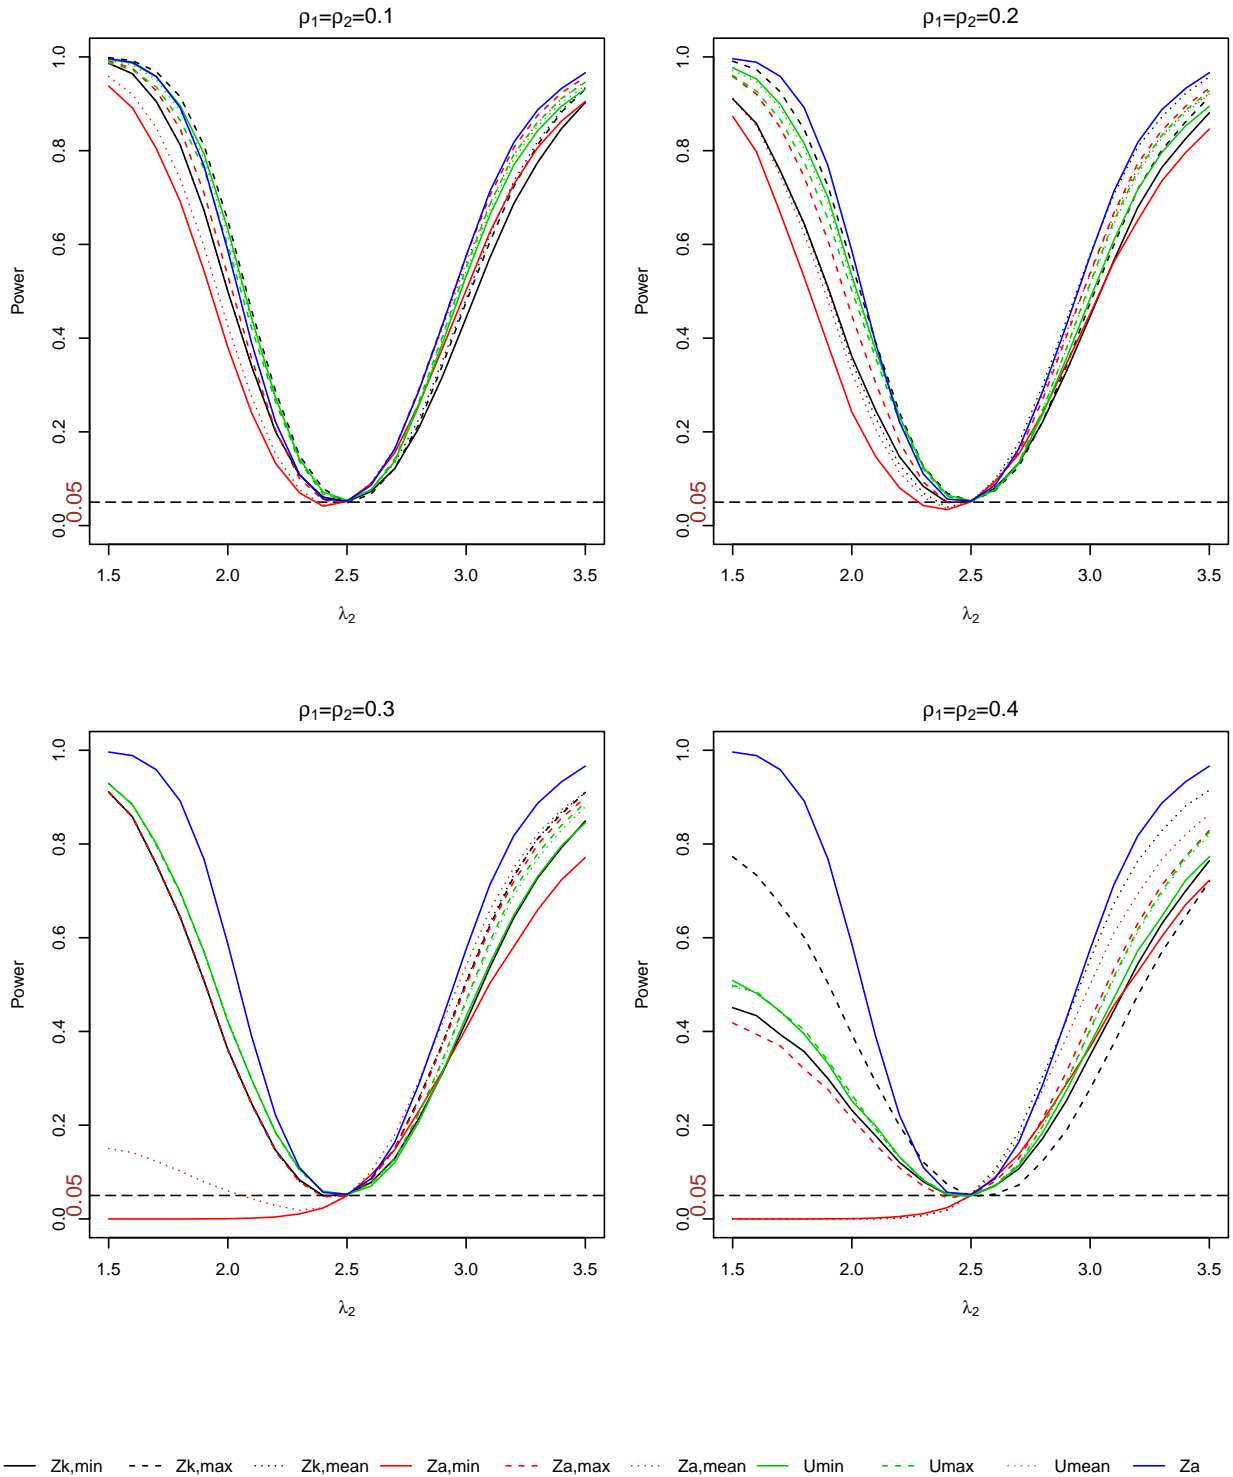 ρ1=ρ2=0.1
Power
0.0 0.2 0.4 0.6 0.8 1.0
0.05
1.5 2.0 2.5 3.0 3.5
λ2
ρ1=ρ2=0.2
Power
0.0 0.2 0.4 0.6 0.8 1.0
0.05
1.5 2.0 2.5 3.0 3.5
λ2
ρ1=ρ2=0.3
Power
0.0 0.2 0.4 0.6 0.8 1.0
0.05
1.5 2.0 2.5 3.0 3.5
λ2
ρ1=ρ2=0.4
Power
0.0 0.2 0.4 0.6 0.8 1.0
0.05
1.5 2.0 2.5 3.0 3.5
λ2
Zk,min Zk,max Zk,mean Za,min Za,max Za,mean Umin Umax Umean Za